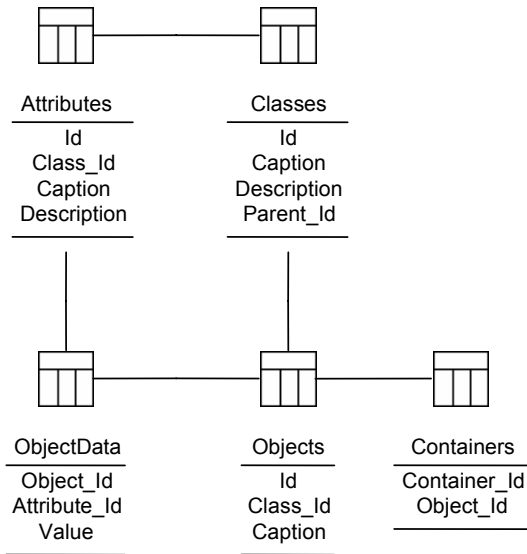 Attributes
Id
Class_Id
Caption
Description
Classes
Id
Caption
Description
Parent_Id
ObjectData
Object_Id
Attribute_Id
Value
Objects
Id
Class_Id
Caption
Containers
Container_Id
Object_Id